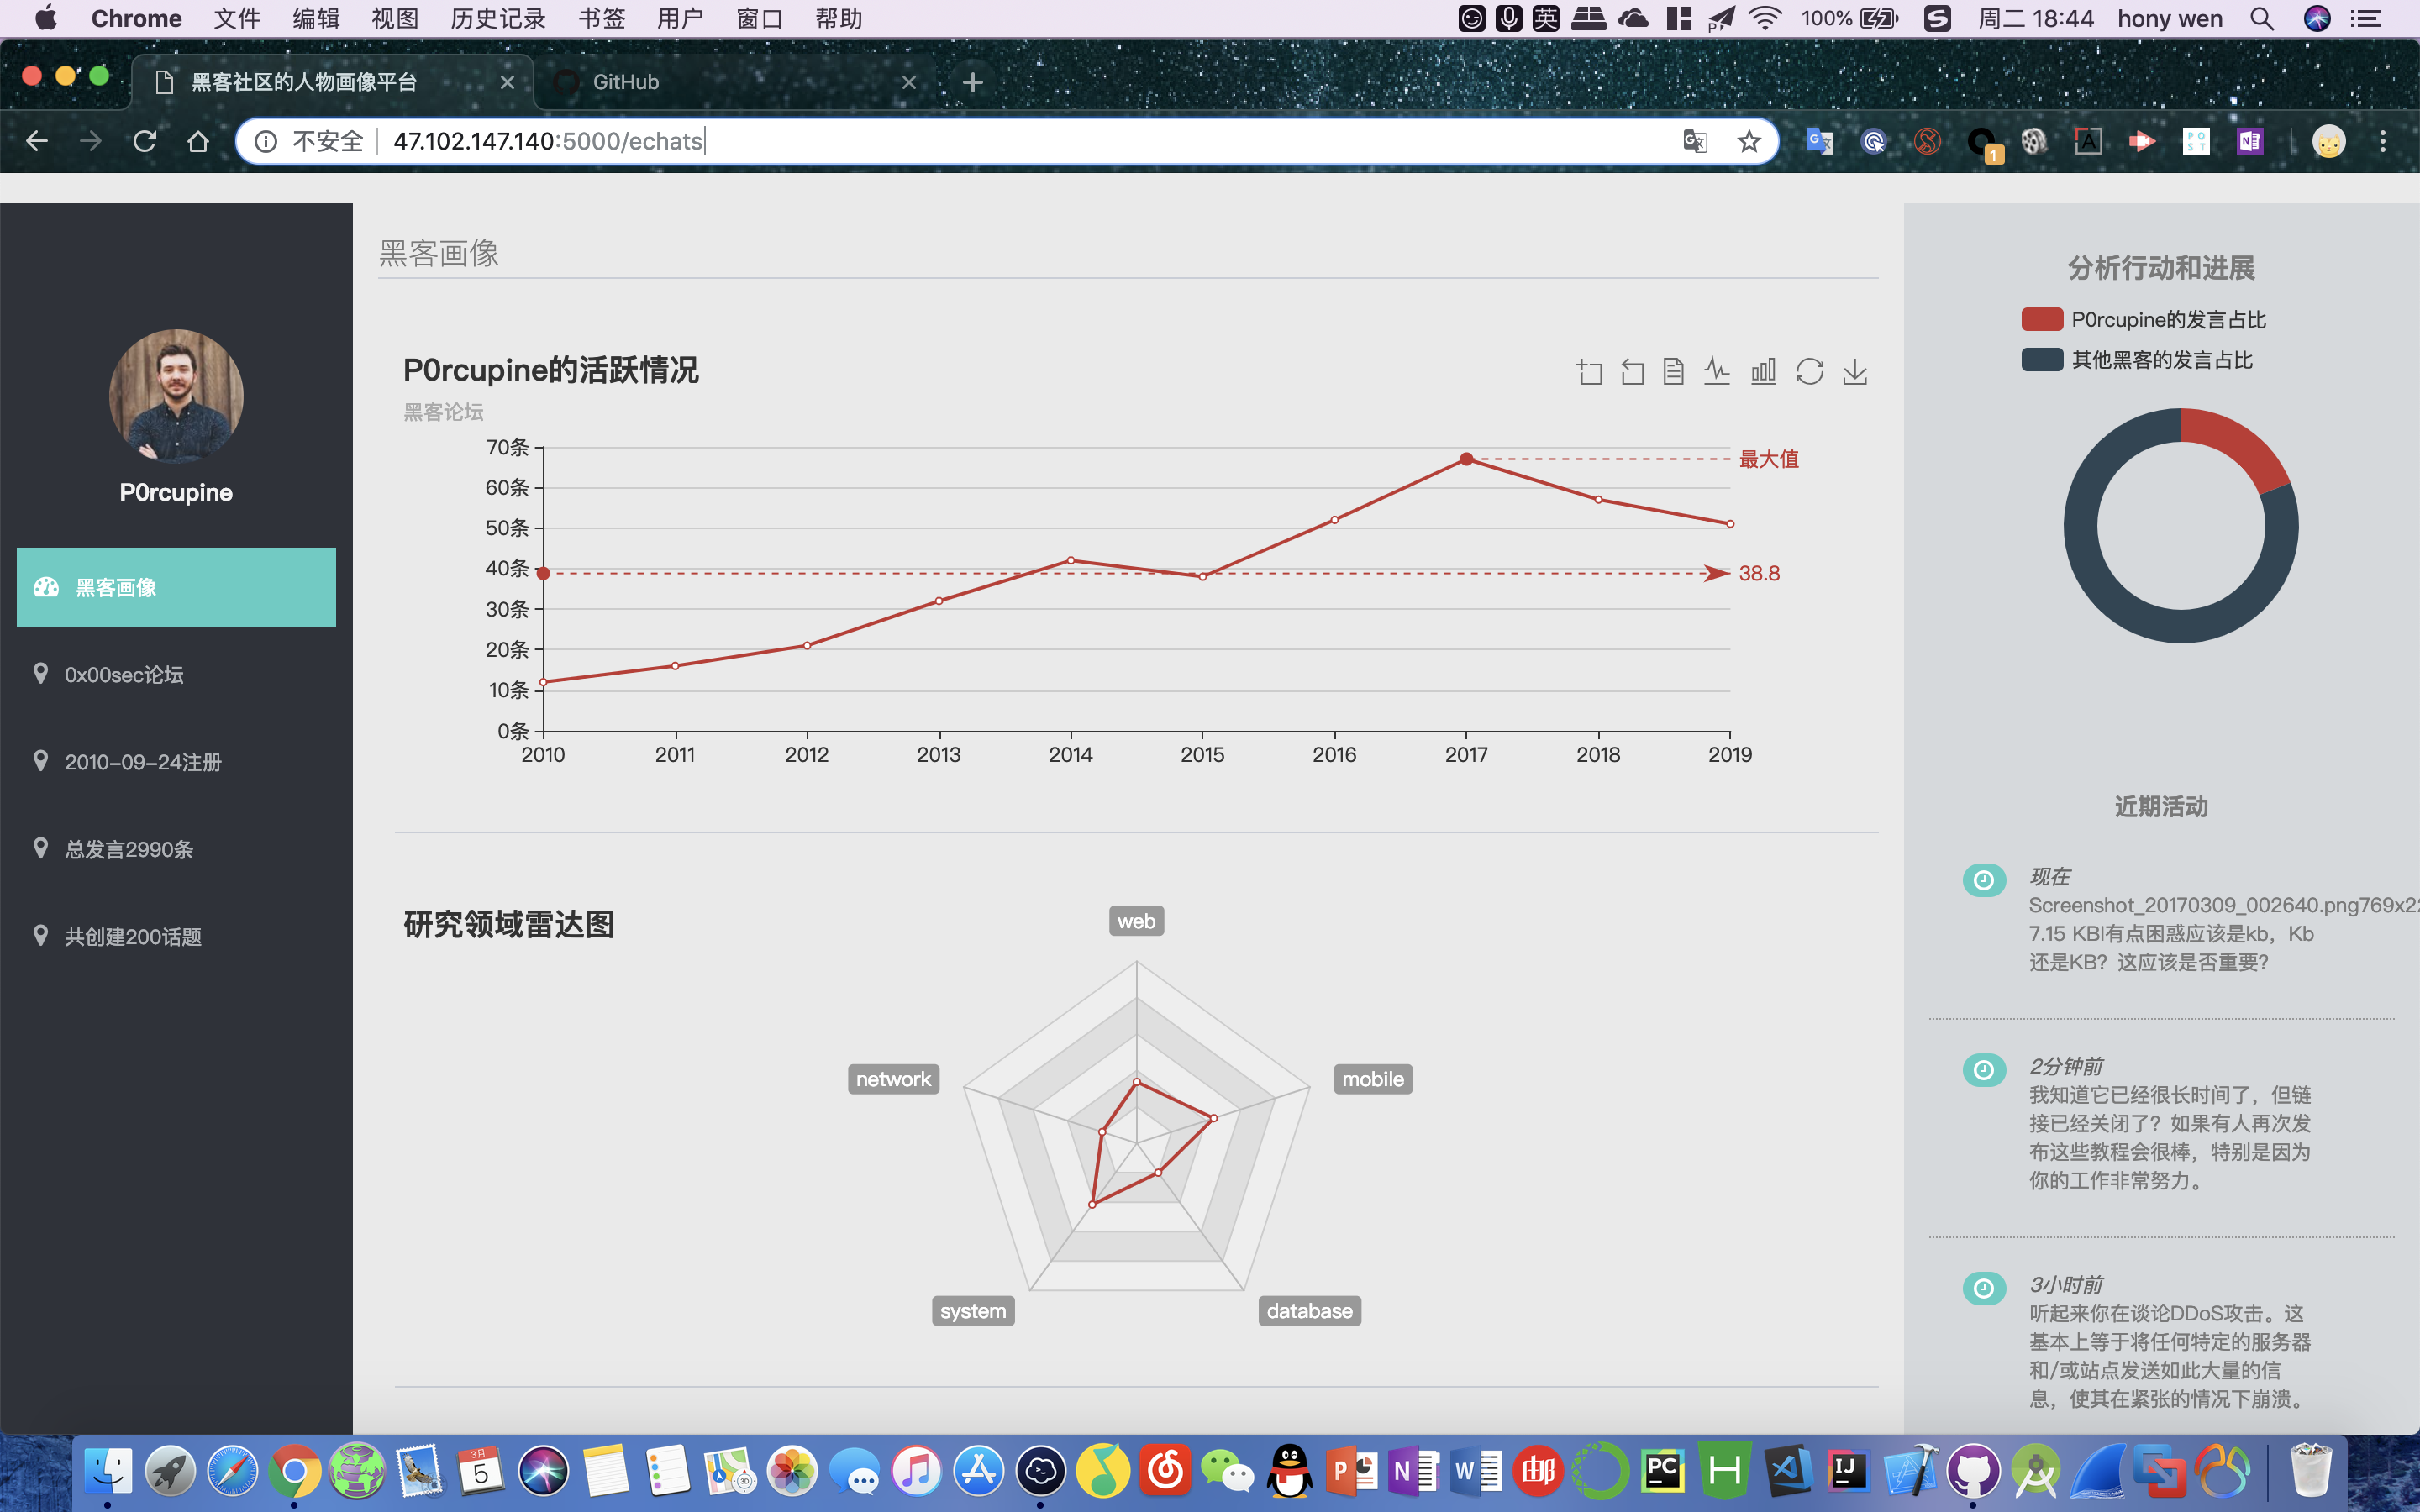 Chrome 文件 编辑 视图 历史记录 书签 用户 窗口 帮助
英 100% 周二 18:44 hony wen
黑客社区的人物画像平台
GitHub
不安全 47.102.147.140:5000/echats
1
POST
P0rcupine
黑客画像
0x00sec论坛
2010-09-24注册
总发言2990条
共创建200话题
黑客画像
P0rcupine的活跃情况
黑客论坛
70条
60条
50条
40条
30条
20条
10条
0条
最大值
38.8
2010 2011 2012 2013 2014 2015 2016 2017 2018 2019
研究领域雷达图
web
network
mobile
system
database
分析行动和进展
P0rcupine的发言占比
其他黑客的发言占比
近期活动
现在
Screenshot_20170309_002640.png769x2
7.15 KBI有点困惑应该是kb，Kb
还是KB？这应该是否重要？
2分钟前
我知道它已经很长时间了，但链
接已经关闭了？如果有人再次发
布这些教程会很棒，特别是因为
你的工作非常努力。
3小时前
听起来你在谈论DDoS攻击。这
基本上等于将任何特定的服务器
和/或站点发送如此大量的信
息，使其在紧张的情况下崩溃。
3月
5
3D
P N W 邮 PC H IJ